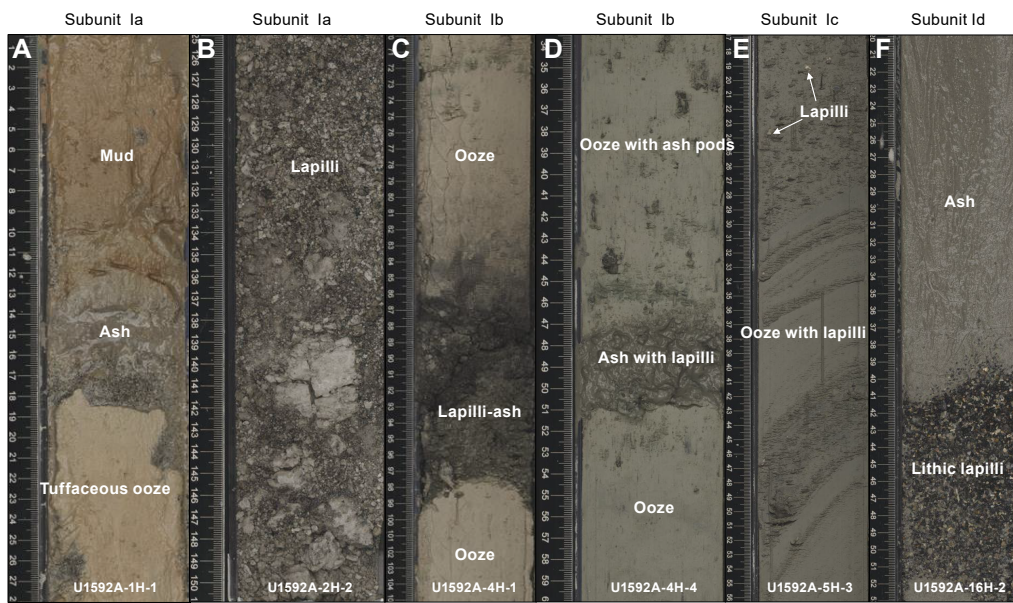 Subunit Ia
Subunit Ia
Subunit Ib
Subunit Ib
Subunit Ic
Subunit Id
A
B
C
D
E
F
Mud
Ash
Tuffaceous ooze
U1592A-1H-1
Lapilli
U1592A-2H-2
Ooze
Lapilli-ash
Ooze
U1592A-4H-1
Ooze with ash pods
Ash with lapilli
Ooze
U1592A-4H-4
Lapilli
Ooze with lapilli
U1592A-5H-3
Ash
Lithic lapilli
U1592A-16H-2